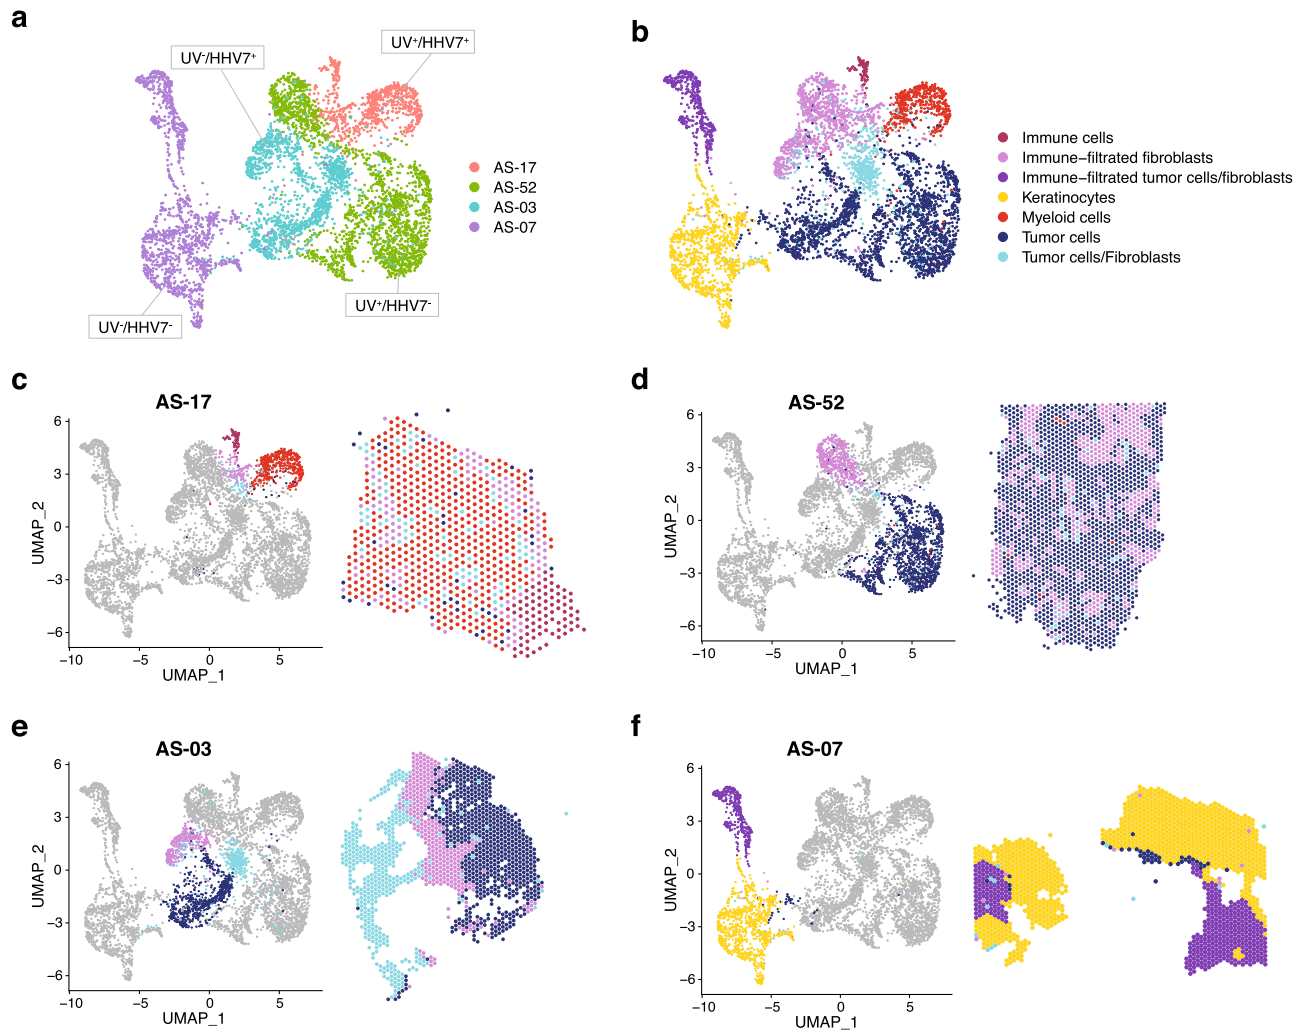 a
UV⁻/HHV7⁺
UV⁺/HHV7⁺
AS-17
AS-52
AS-03
AS-07
UV⁻/HHV7⁻
UV⁺/HHV7⁻
b
Immune cells
Immune−filtrated fibroblasts
Immune−filtrated tumor cells/fibroblasts
Keratinocytes
Myeloid cells
Tumor cells
Tumor cells/Fibroblasts
c
AS-17
6
3
0
−3
−6
UMAP_2
−10 −5 0 5
UMAP_1
d
AS-52
6
3
0
−3
−6
UMAP_2
−10 −5 0 5
UMAP_1
e
AS-03
6
3
0
−3
−6
UMAP_2
−10 −5 0 5
UMAP_1
f
AS-07
6
3
0
−3
−6
UMAP_2
−10 −5 0 5
UMAP_1